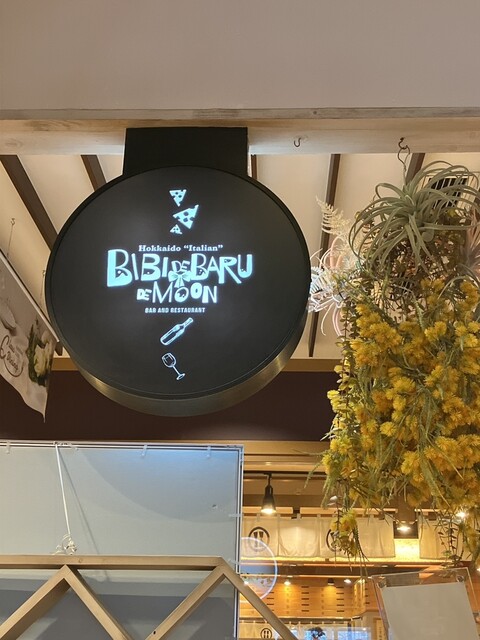 Hokkaido "Italian"
BIBI DE BARU
DE MOON
BAR AND RESTAURANT